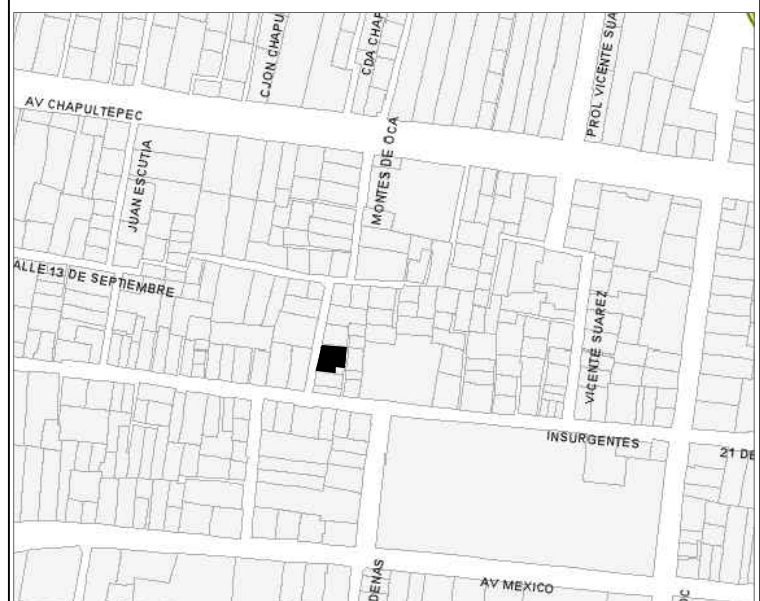 CJON CHAPU
CDA CHAP
PROL VICENTE SUA
AV CHAPULTEPEC
JUAN ESCUTIA
MONTES DE OCA
ALLE 13 DE SEPTIEMBRE
VICENTE SUAREZ
INSURGENTES
21 DE
AV MEXICO
DENAS
OC